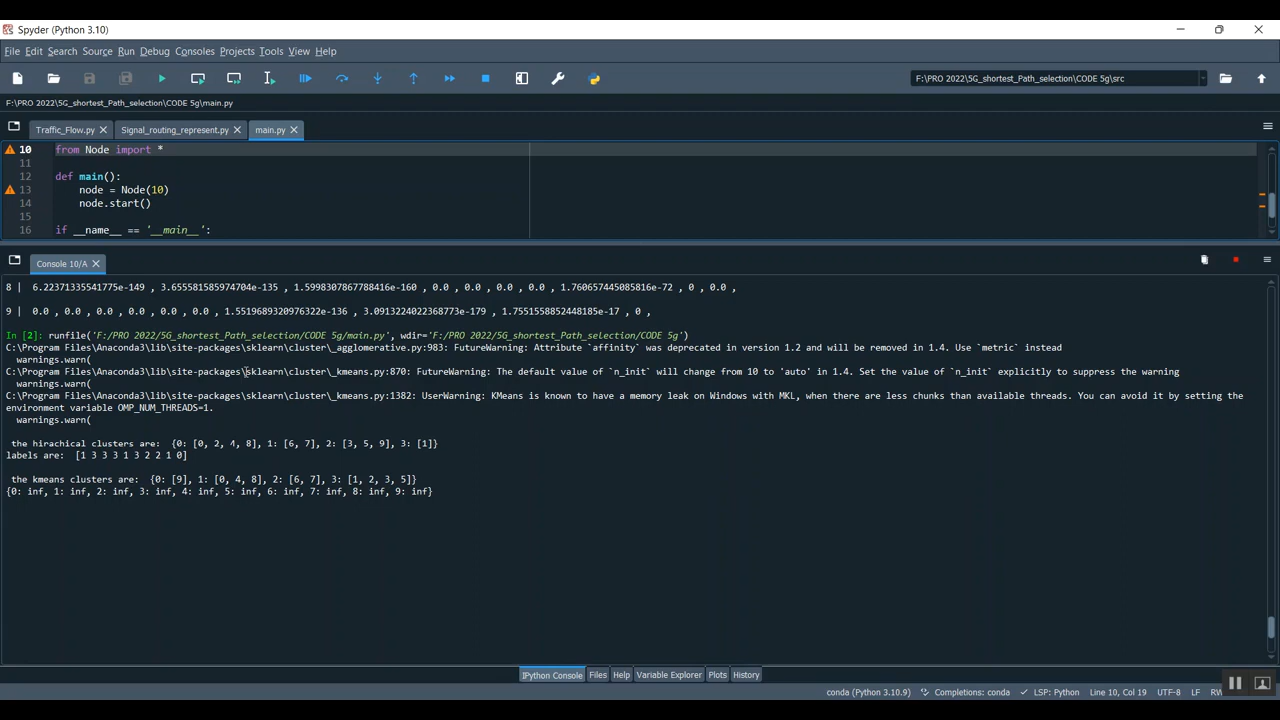 Spyder (Python 3.10)
File Edit Search Source Run Debug Consoles Projects Tools View Help
F:\PRO 2022\5G_shortest_Path_selection\CODE 5g\src
F:\PRO 2022\5G_shortest_Path_selection\CODE 5g\main.py
Traffic_Flow.py Signal_routing_represent.py main.py
10 from Node import *
11
12 def main():
13 node = Node(10)
14 node.start()
15
16 if __name__ == '__main__':
Console 10/A
8 | 6.22371335541775e-149 , 3.655581585974704e-135 , 1.5998307867788416e-160 , 0.0 , 0.0 , 0.0 , 0.0 , 1.760657445085816e-72 , 0 , 0.0 ,
9 | 0.0 , 0.0 , 0.0 , 0.0 , 0.0 , 0.0 , 1.5519689320976322e-136 , 3.0913224022368773e-179 , 1.7551558852448185e-17 , 0 ,
In [2]: runfile('F:/PRO 2022/5G_shortest_Path_selection/CODE 5g/main.py', wdir='F:/PRO 2022/5G_shortest_Path_selection/CODE 5g')
C:\Program Files\Anaconda3\lib\site-packages\sklearn\cluster\_agglomerative.py:983: FutureWarning: Attribute `affinity` was deprecated in version 1.2 and will be removed in 1.4. Use `metric` instead
warnings.warn(
C:\Program Files\Anaconda3\lib\site-packages\sklearn\cluster\_kmeans.py:870: FutureWarning: The default value of `n_init` will change from 10 to 'auto' in 1.4. Set the value of `n_init` explicitly to suppress the warning
warnings.warn(
C:\Program Files\Anaconda3\lib\site-packages\sklearn\cluster\_kmeans.py:1382: UserWarning: KMeans is known to have a memory leak on Windows with MKL, when there are less chunks than available threads. You can avoid it by setting the
environment variable OMP_NUM_THREADS=1.
warnings.warn(
the hirachical clusters are: {0: [0, 2, 4, 8], 1: [6, 7], 2: [3, 5, 9], 3: [1]}
labels are: [1 3 3 3 1 3 2 2 1 0]
the kmeans clusters are: {0: [9], 1: [0, 4, 8], 2: [6, 7], 3: [1, 2, 3, 5]}
{0: inf, 1: inf, 2: inf, 3: inf, 4: inf, 5: inf, 6: inf, 7: inf, 8: inf, 9: inf}
IPython Console Files Help Variable Explorer Plots History
conda (Python 3.10.9) Completions: conda LSP: Python Line 10, Col 19 UTF-8 LF RW